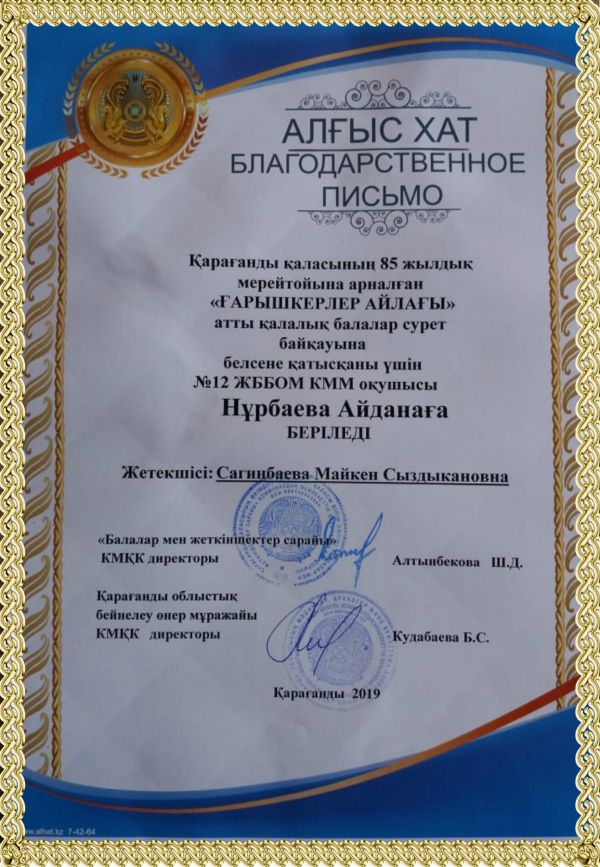 АЛҒЫС ХАТ
БЛАГОДАРСТВЕННОЕ
ПИСЬМО
Қарағанды қаласының 85 жылдық
мерейтойына арналған
«ҒАРЫШКЕРЛЕР АЙЛАҒЫ»
атты қалалық балалар сурет
байқауына
белсене қатысқаны үшін
№12 ЖББОМ КММ оқушысы
Нұрбаева Айданаға
БЕРІЛЕДІ
Жетекшісі: Сагинбаева Майкен Сыздыкановна
«Балалар мен жеткіншектер сарайы»
КМҚК директоры
Алтынбекова Ш.Д.
Қарағанды облыстық
бейнелеу өнер мұражайы
КМҚК директоры
Кудабаева Б.С.
Қарағанды 2019
w.alhat.kz 7-42-64